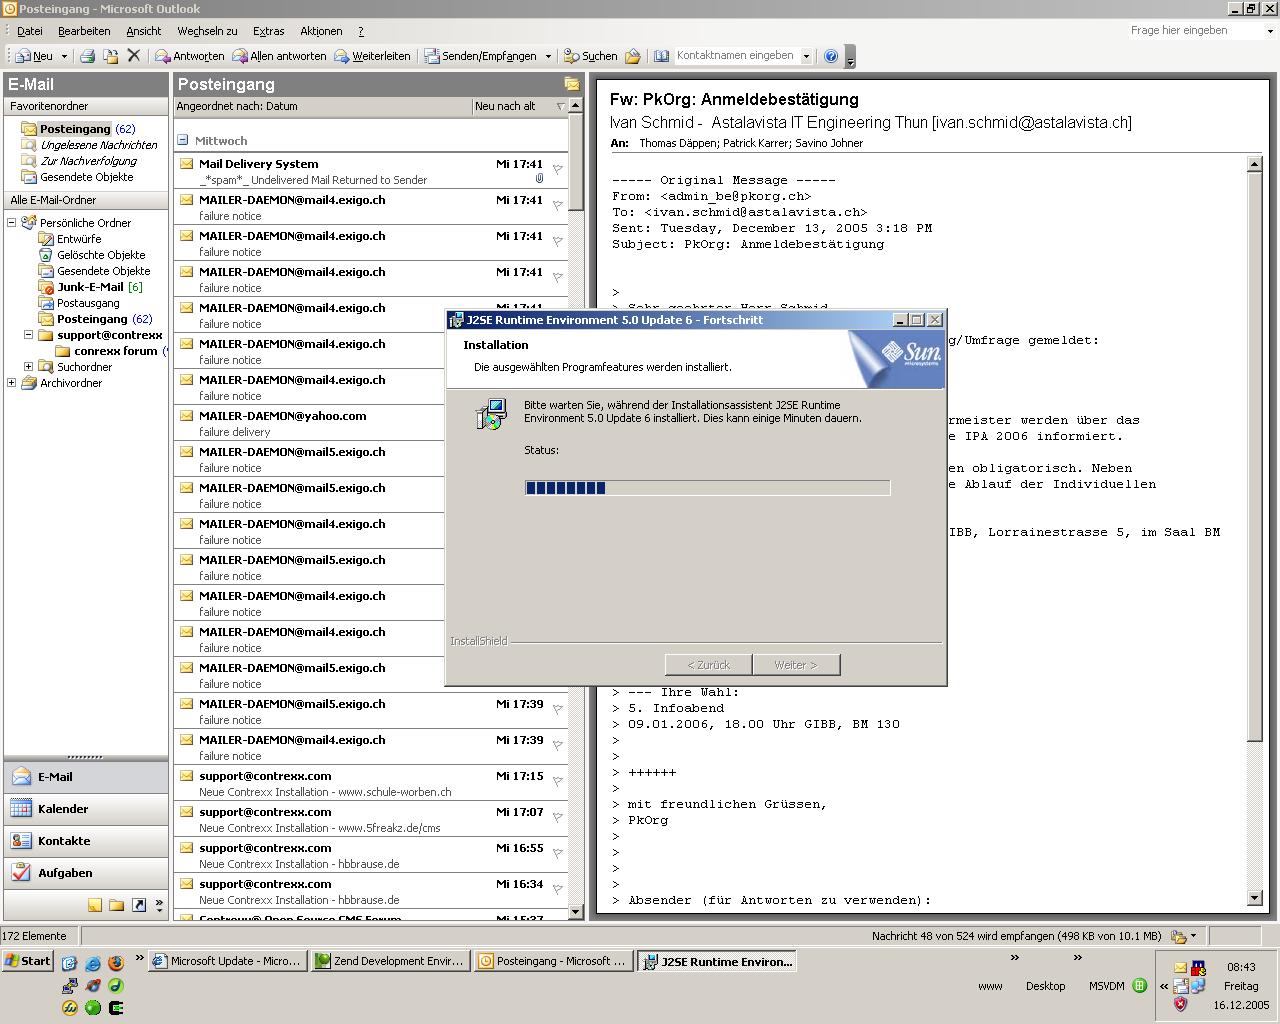 Posteingang - Microsoft Outlook
Datei Bearbeiten Ansicht Wechseln zu Extras Aktionen ?
Frage hier eingeben
Neu Antworten Allen antworten Weiterleiten Senden/Empfangen Suchen Kontaktnamen eingeben
E-Mail
Favoritenordner
Posteingang (62)
Ungelesene Nachrichten
Zur Nachverfolgung
Gesendete Objekte
Alle E-Mail-Ordner
Persönliche Ordner
Entwürfe
Gelöschte Objekte
Gesendete Objekte
Junk-E-Mail [6]
Postausgang
Posteingang (62)
support@contrexx
conrexx forum
Suchordner
Archivordner
E-Mail
Kalender
Kontakte
Aufgaben
Posteingang
Angeordnet nach: Datum Neu nach alt
Mittwoch
Mail Delivery System Mi 17:41
_*spam*_ Undelivered Mail Returned to Sender
MAILER-DAEMON@mail4.exigo.ch Mi 17:41
failure notice
MAILER-DAEMON@mail4.exigo.ch Mi 17:41
failure notice
MAILER-DAEMON@mail4.exigo.ch Mi 17:41
failure notice
MAILER-DAEMON@mail4.exigo.ch Mi 17:41
failure notice
MAILER-DAEMON@mail4.exigo.ch
failure notice
MAILER-DAEMON@mail4.exigo.ch
failure notice
MAILER-DAEMON@yahoo.com
failure delivery
MAILER-DAEMON@mail5.exigo.ch
failure notice
MAILER-DAEMON@mail5.exigo.ch
failure notice
MAILER-DAEMON@mail4.exigo.ch
failure notice
MAILER-DAEMON@mail5.exigo.ch
failure notice
MAILER-DAEMON@mail4.exigo.ch
failure notice
MAILER-DAEMON@mail4.exigo.ch
failure notice
MAILER-DAEMON@mail5.exigo.ch
failure notice
MAILER-DAEMON@mail5.exigo.ch Mi 17:39
failure notice
MAILER-DAEMON@mail4.exigo.ch Mi 17:39
failure notice
support@contrexx.com Mi 17:15
Neue Contrexx Installation - www.schule-worben.ch
support@contrexx.com Mi 17:07
Neue Contrexx Installation - www.5freakz.de/cms
support@contrexx.com Mi 16:55
Neue Contrexx Installation - hbbrause.de
support@contrexx.com Mi 16:34
Neue Contrexx Installation - hbbrause.de
Contrexx® Open Source CMS Forum Mi 15:27
Fw: PkOrg: Anmeldebestätigung
Ivan Schmid - Astalavista IT Engineering Thun [ivan.schmid@astalavista.ch]
An: Thomas Däppen; Patrick Karrer; Savino Johner
----- Original Message -----
From: <admin_be@pkorg.ch>
To: <ivan.schmid@astalavista.ch>
Sent: Tuesday, December 13, 2005 3:18 PM
Subject: PkOrg: Anmeldebestätigung
>
> Sehr geehrter Herr Schmid
g/Umfrage gemeldet:
rmeister werden über das
e IPA 2006 informiert.
en obligatorisch. Neben
e Ablauf der Individuellen
GIBB, Lorrainestrasse 5, im Saal BM
> --- Ihre Wahl:
> 5. Infoabend
> 09.01.2006, 18.00 Uhr GIBB, BM 130
>
>
> ++++++
>
> mit freundlichen Grüssen,
> PkOrg
>
>
>
>
> Absender (für Antworten zu verwenden):
J2SE Runtime Environment 5.0 Update 6 - Fortschritt
Installation
Die ausgewählten Programfeatures werden installiert.
Sun
microsystems
Bitte warten Sie, während der Installationsassistent J2SE Runtime
Environment 5.0 Update 6 installiert. Dies kann einige Minuten dauern.
Status:
InstallShield
< Zurück Weiter >
172 Elemente
Nachricht 48 von 524 wird empfangen (498 KB von 10.1 MB)
Start
Microsoft Update - Micro...
Zend Development Envir...
Posteingang - Microsoft ...
J2SE Runtime Environ...
www Desktop MSVDM
08:43
Freitag
16.12.2005